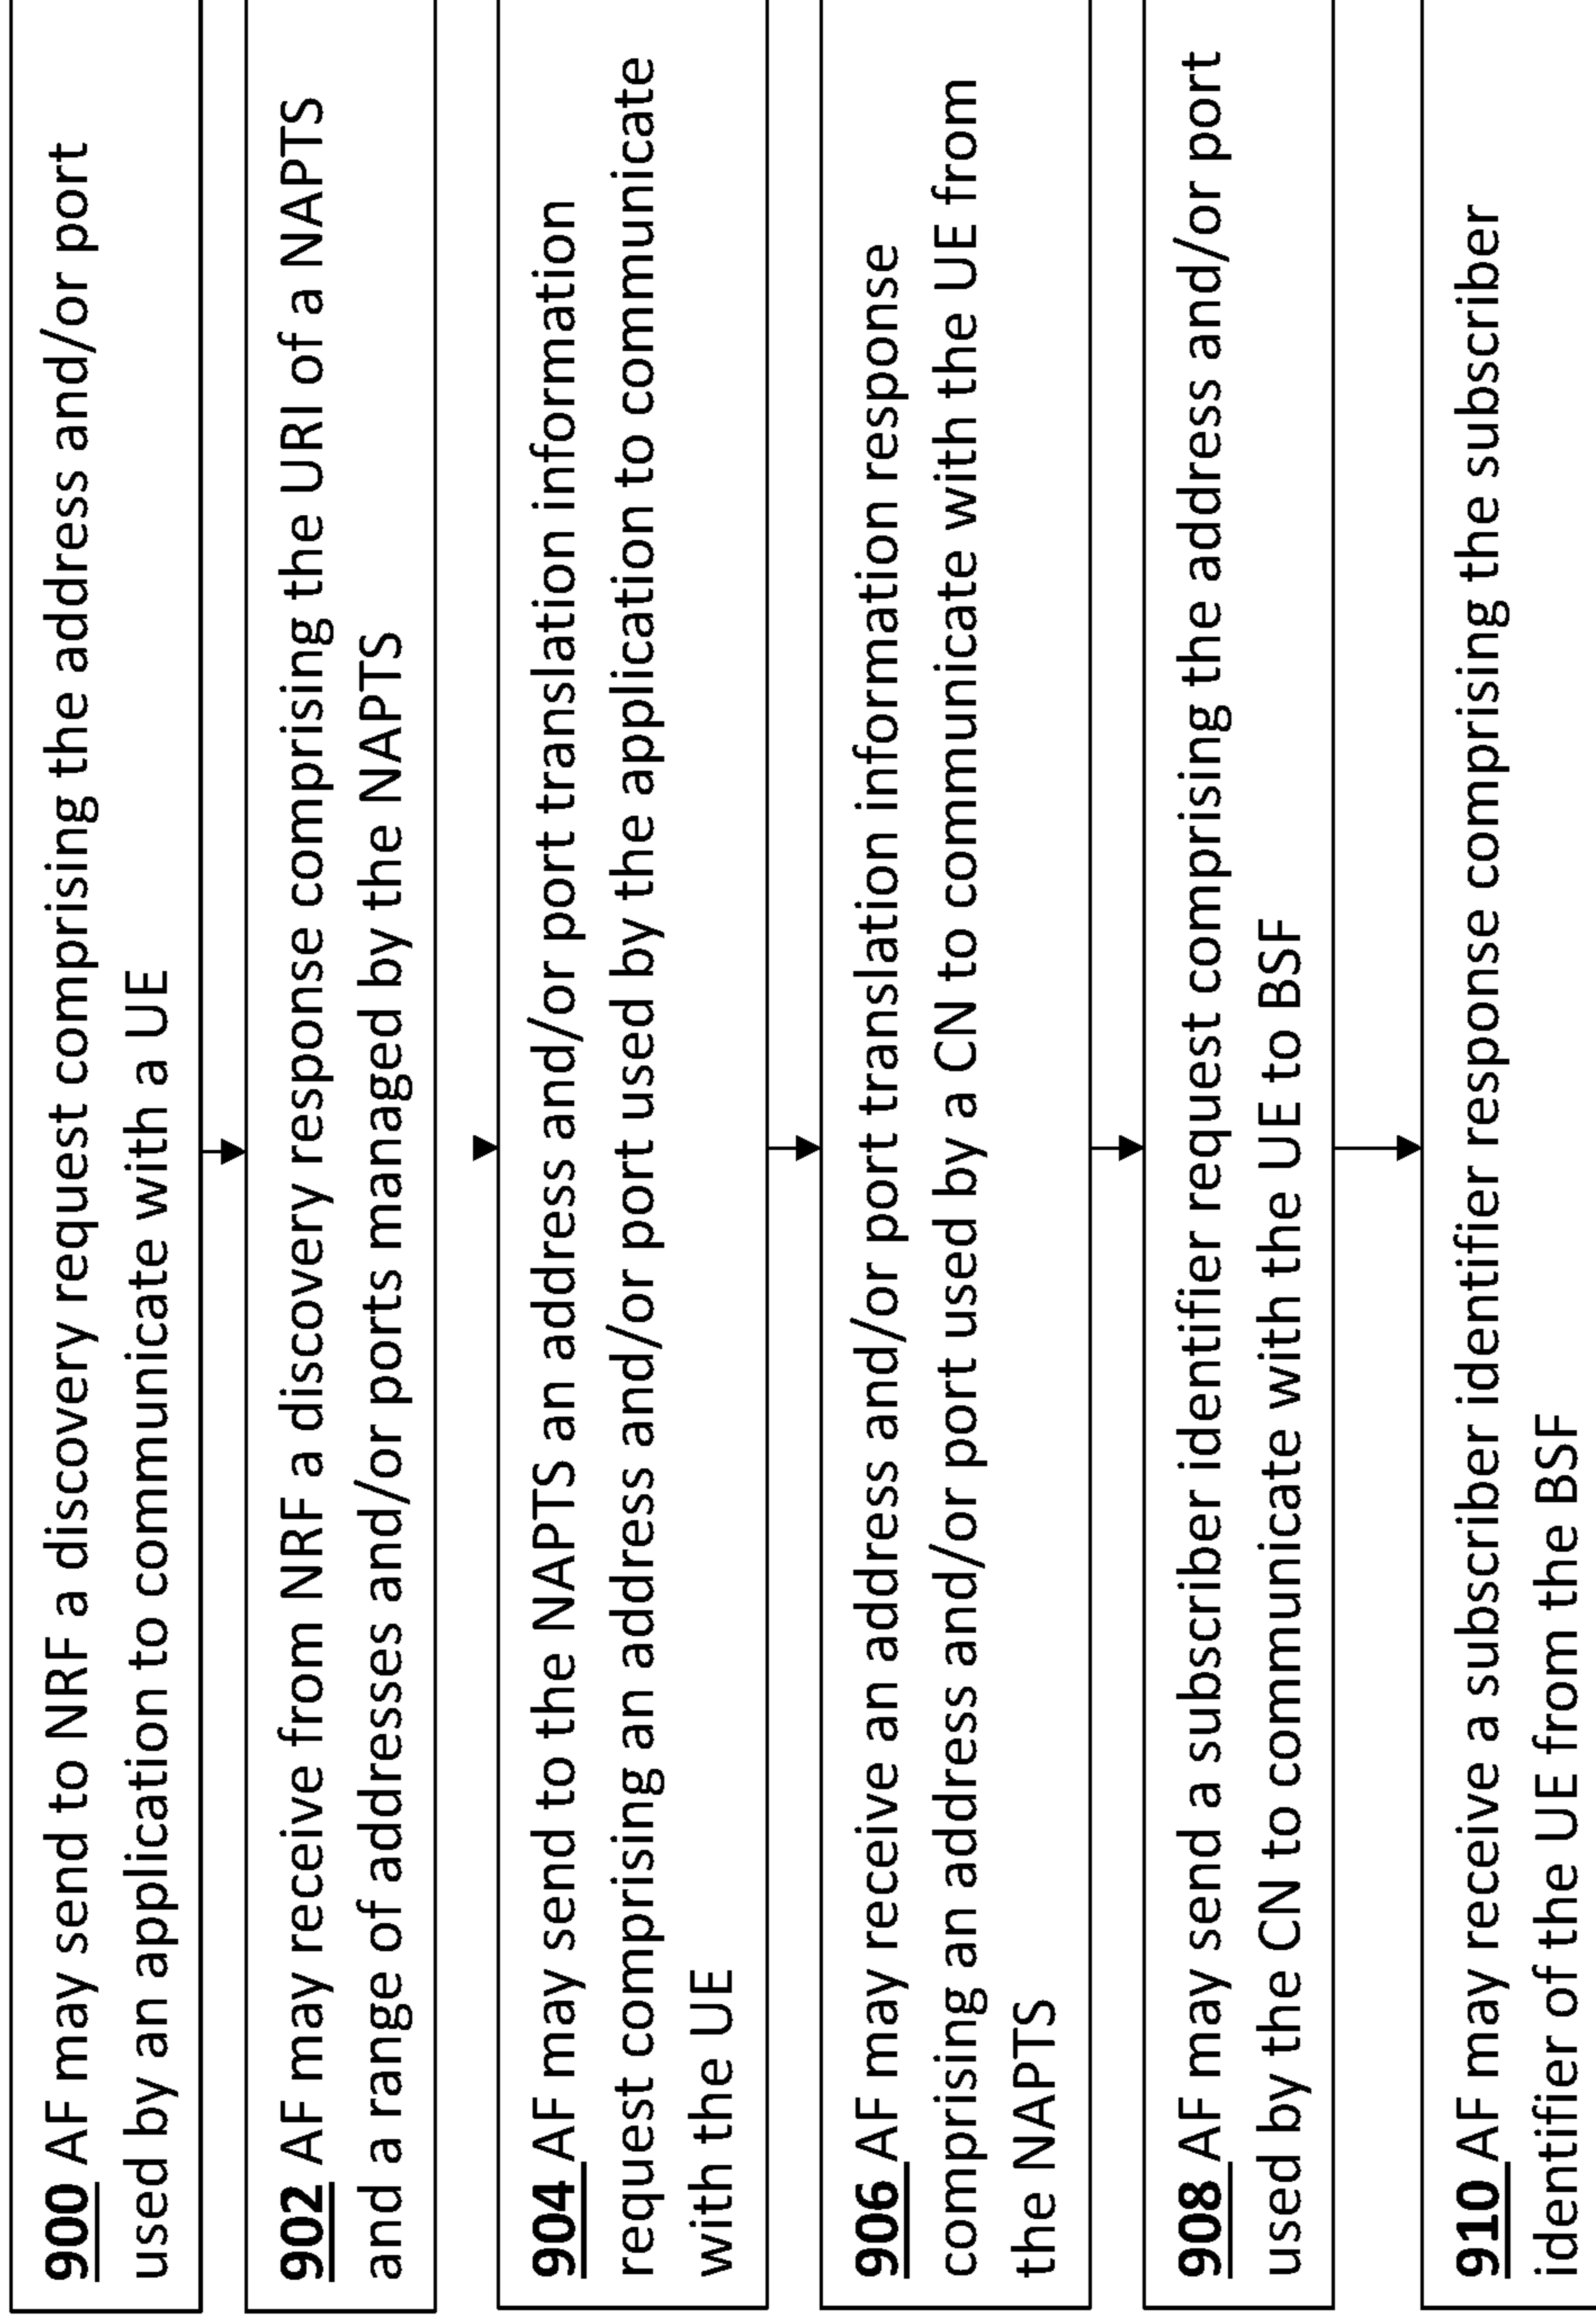 900 AF may send to NRF a discovery request comprising the address and/or port
used by an application to communicate with a UE
902 AF may receive from NRF a discovery response comprising the URI of a NAPTS
and a range of addresses and/or ports managed by the NAPTS
904 AF may send to the NAPTS an address and/or port translation information
request comprising an address and/or port used by the application to communicate
with the UE
906 AF may receive an address and/or port translation information response
comprising an address and/or port used by a CN to communicate with the UE from
the NAPTS
908 AF may send a subscriber identifier request comprising the address and/or port
used by the CN to communicate with the UE to BSF
910 AF may receive a subscriber identifier response comprising the subscriber
identifier of the UE from the BSF